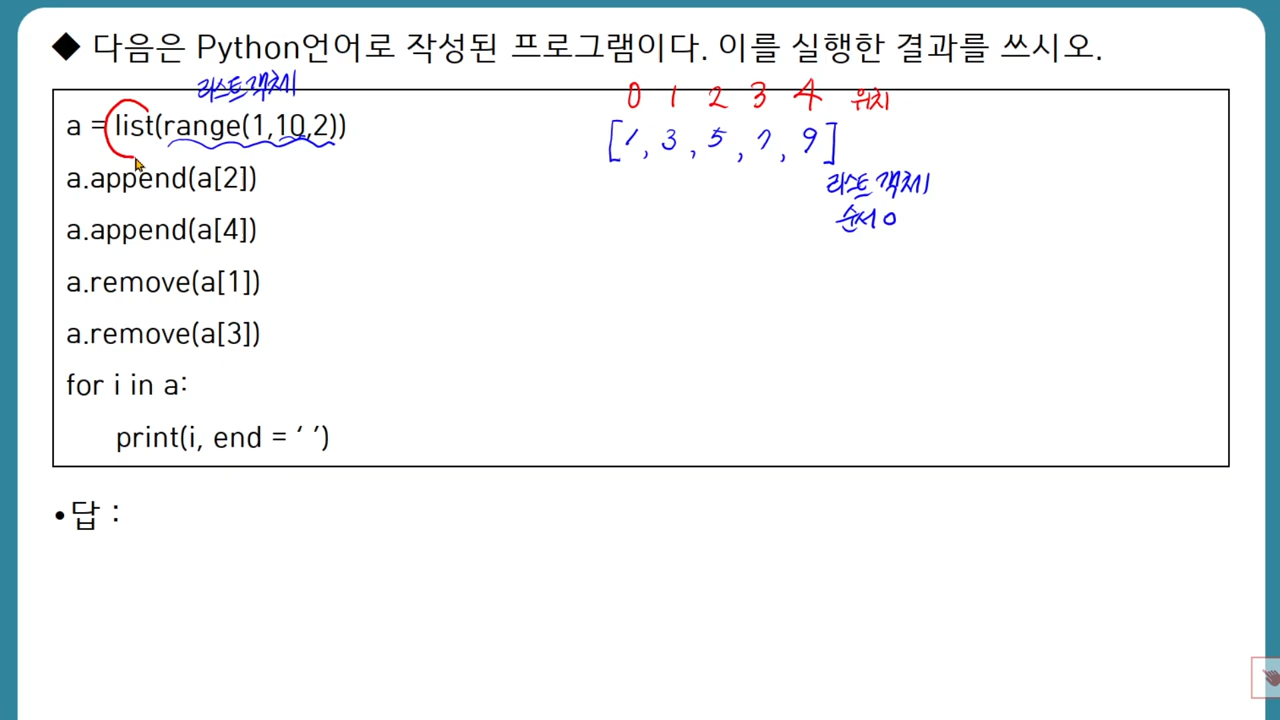 ◆ 다음은 Python언어로 작성된 프로그램이다. 이를 실행한 결과를 쓰시오.
리스트 객체
0 1 2 3 4 위치
a = list(range(1,10,2))
[1, 3, 5, 7, 9]
a.append(a[2])
리스트 객체
순서 o
a.append(a[4])
a.remove(a[1])
a.remove(a[3])
for i in a:
print(i, end = ‘ ’)
•답 :